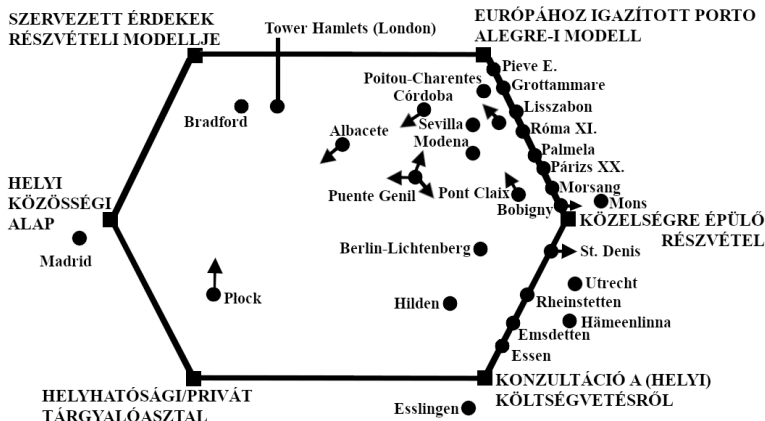 SZERVEZETT ÉRDEKEK
RÉSZVÉTELI MODELLJE
Tower Hamlets (London)
EURÓPÁHOZ IGAZÍTOTT PORTO
ALEGRE-I MODELL
Pieve E.
Poitou-Charentes
Grottammare
Córdoba
Lisszabon
Bradford
Sevilla
Róma XI.
Albacete
Modena
Palmela
Párizs XX.
HELYI
KÖZÖSSÉGI
ALAP
Puente Genil
Pont Claix
Morsang
Bobigny
Mons
KÖZELSÉGRE ÉPÜLŐ
RÉSZVÉTEL
Madrid
Berlin-Lichtenberg
St. Denis
Utrecht
Płock
Hilden
Rheinstetten
Hämeenlinna
Emsdetten
Essen
HELYHATÓSÁGI/PRIVÁT
TÁRGYALÓASZTAL
KONZULTÁCIÓ A (HELYI)
KÖLTSÉGVETÉSRŐL
Esslingen